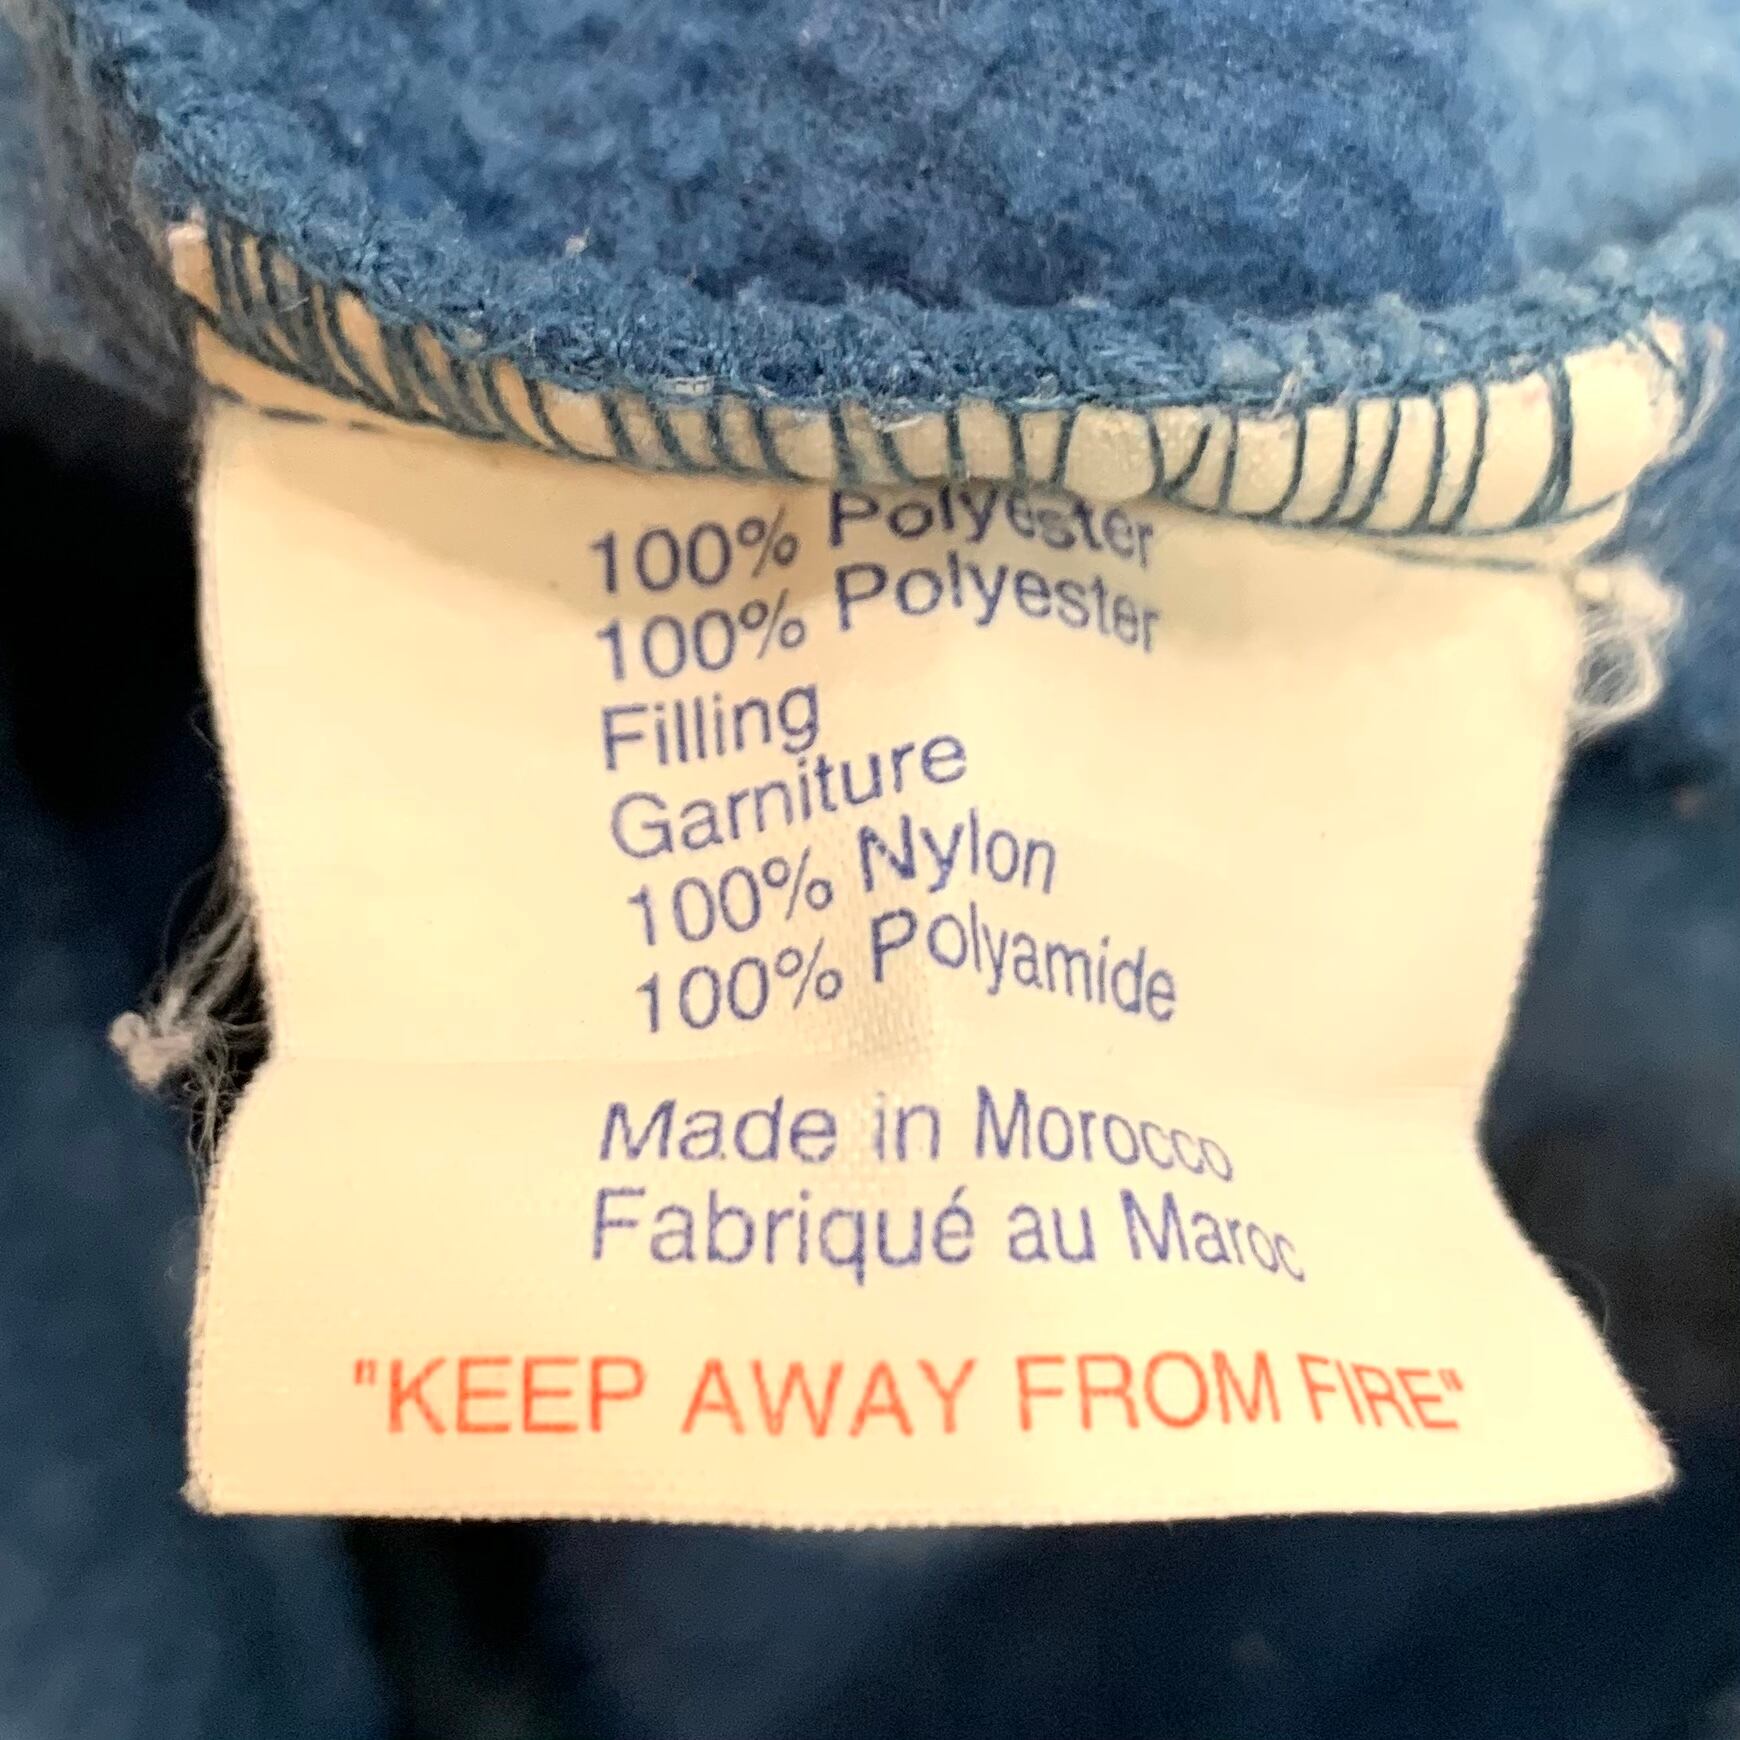 100% Polyester
100% Polyester
Filling
Garniture
100% Nylon
100% Polyamide
Made in Morocco
Fabriqué au Maroc
"KEEP AWAY FROM FIRE"